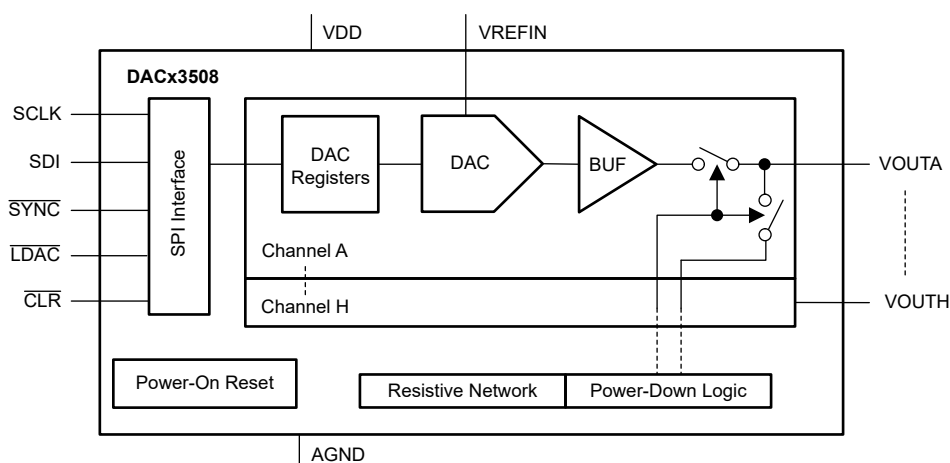 VDD
VREFIN
DACx3508
SCLK
SDI
SYNC
LDAC
CLR
SPI Interface
DAC
Registers
DAC
BUF
VOUTA
Channel A
Channel H
VOUTH
Power-On Reset
Resistive Network
Power-Down Logic
AGND